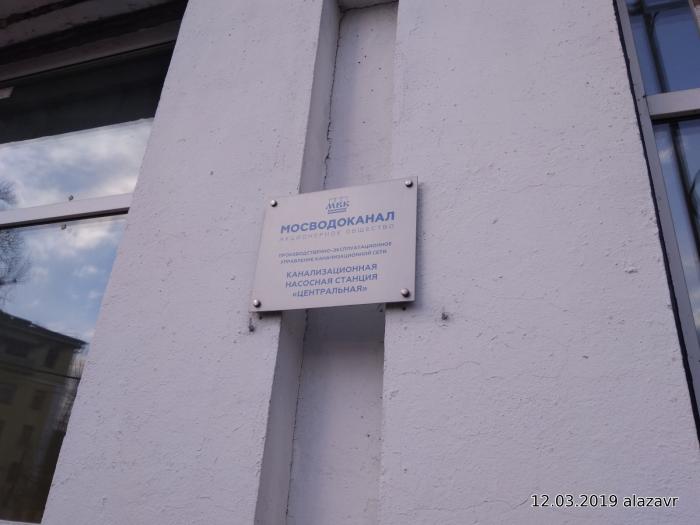 МВК
МОСВОДОКАНАЛ
АКЦИОНЕРНОЕ ОБЩЕСТВО
ПРОИЗВОДСТВЕННО-ЭКСПЛУАТАЦИОННОЕ
УПРАВЛЕНИЕ КАНАЛИЗАЦИОННОЙ СЕТИ
КАНАЛИЗАЦИОННАЯ
НАСОСНАЯ СТАНЦИЯ
«ЦЕНТРАЛЬНАЯ»
12.03.2019 alazavr